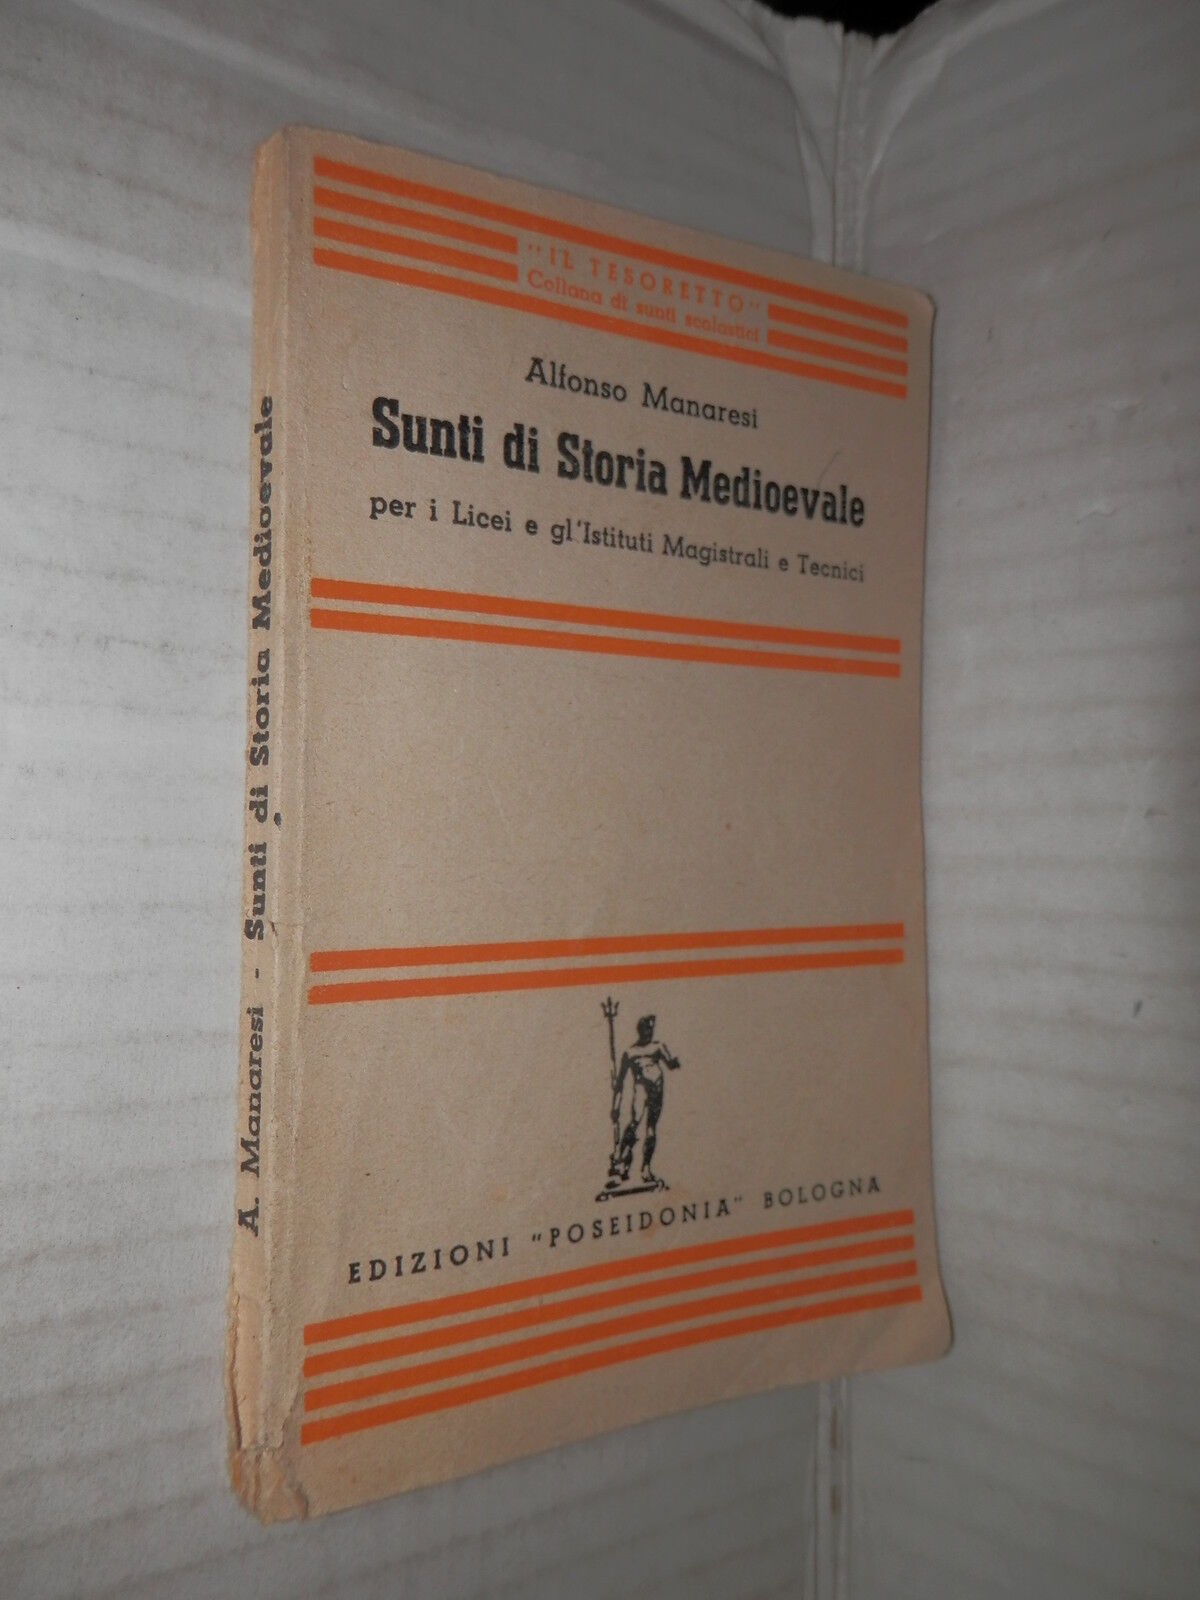 "IL TESORETTO"
Collana di sunti scolastici
Alfonso Manaresi
Sunti di Storia Medioevale
per i Licei e gl'Istituti Magistrali e Tecnici
EDIZIONI "POSEIDONIA" BOLOGNA
A. Manaresi - Sunti di Storia Medioevale